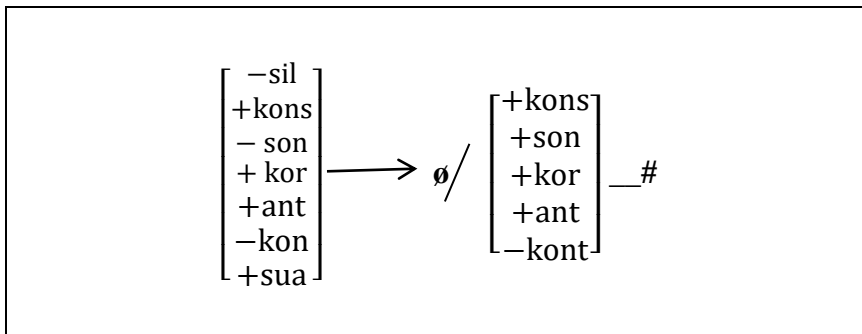 −sil
+kons
− son
+ kor
+ant
−kon
+sua
ø/
+kons
+son
+kor
+ant
−kont
__#